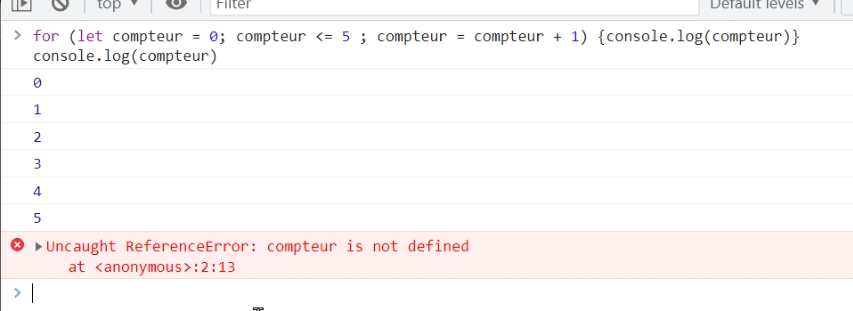 top ▼ Filter Default levels ▼
> for (let compteur = 0; compteur <= 5 ; compteur = compteur + 1) {console.log(compteur)}
console.log(compteur)
0
1
2
3
4
5
▶Uncaught ReferenceError: compteur is not defined
at <anonymous>:2:13
>